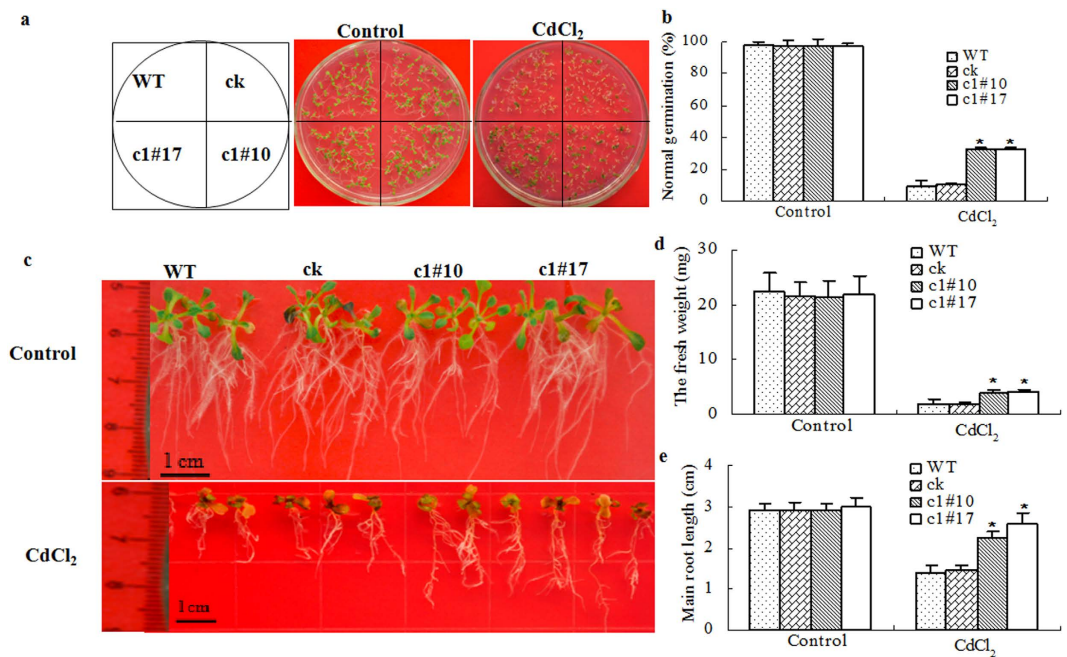 a
Control
CdCl₂
WT
ck
c1#17
c1#10
b
Normal germination (%)
100
80
60
40
20
0
WT
ck
c1#10
c1#17
* *
Control
CdCl₂
c
WT
ck
c1#10
c1#17
Control
1 cm
CdCl₂
1 cm
d
The fresh weight (mg)
30
20
10
0
WT
ck
c1#10
c1#17
* *
Control
CdCl₂
e
Main root length (cm)
4
3
2
1
0
WT
ck
c1#10
c1#17
* *
Control
CdCl₂